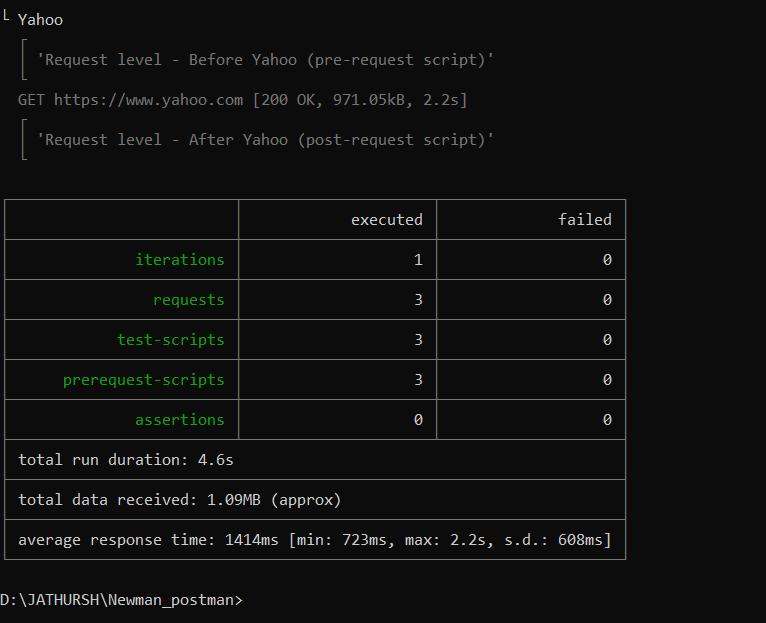 └ Yahoo
'Request level - Before Yahoo (pre-request script)'
GET https://www.yahoo.com [200 OK, 971.05kB, 2.2s]
'Request level - After Yahoo (post-request script)'
executed failed
iterations 1 0
requests 3 0
test-scripts 3 0
prerequest-scripts 3 0
assertions 0 0
total run duration: 4.6s
total data received: 1.09MB (approx)
average response time: 1414ms [min: 723ms, max: 2.2s, s.d.: 608ms]
D:\JATHURSH\Newman_postman>